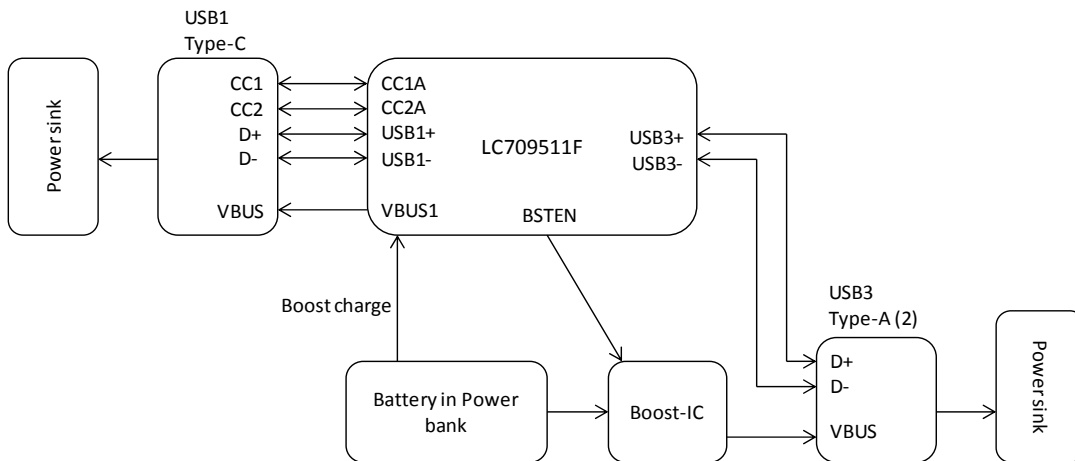 USB1
Type-C
Power sink
CC1
CC2
D+
D-
VBUS
CC1A
CC2A
USB1+
USB1-
VBUS1
LC709511F
BSTEN
USB3+
USB3-
Boost charge
Battery in Power
bank
Boost-IC
USB3
Type-A (2)
D+
D-
VBUS
Power sink